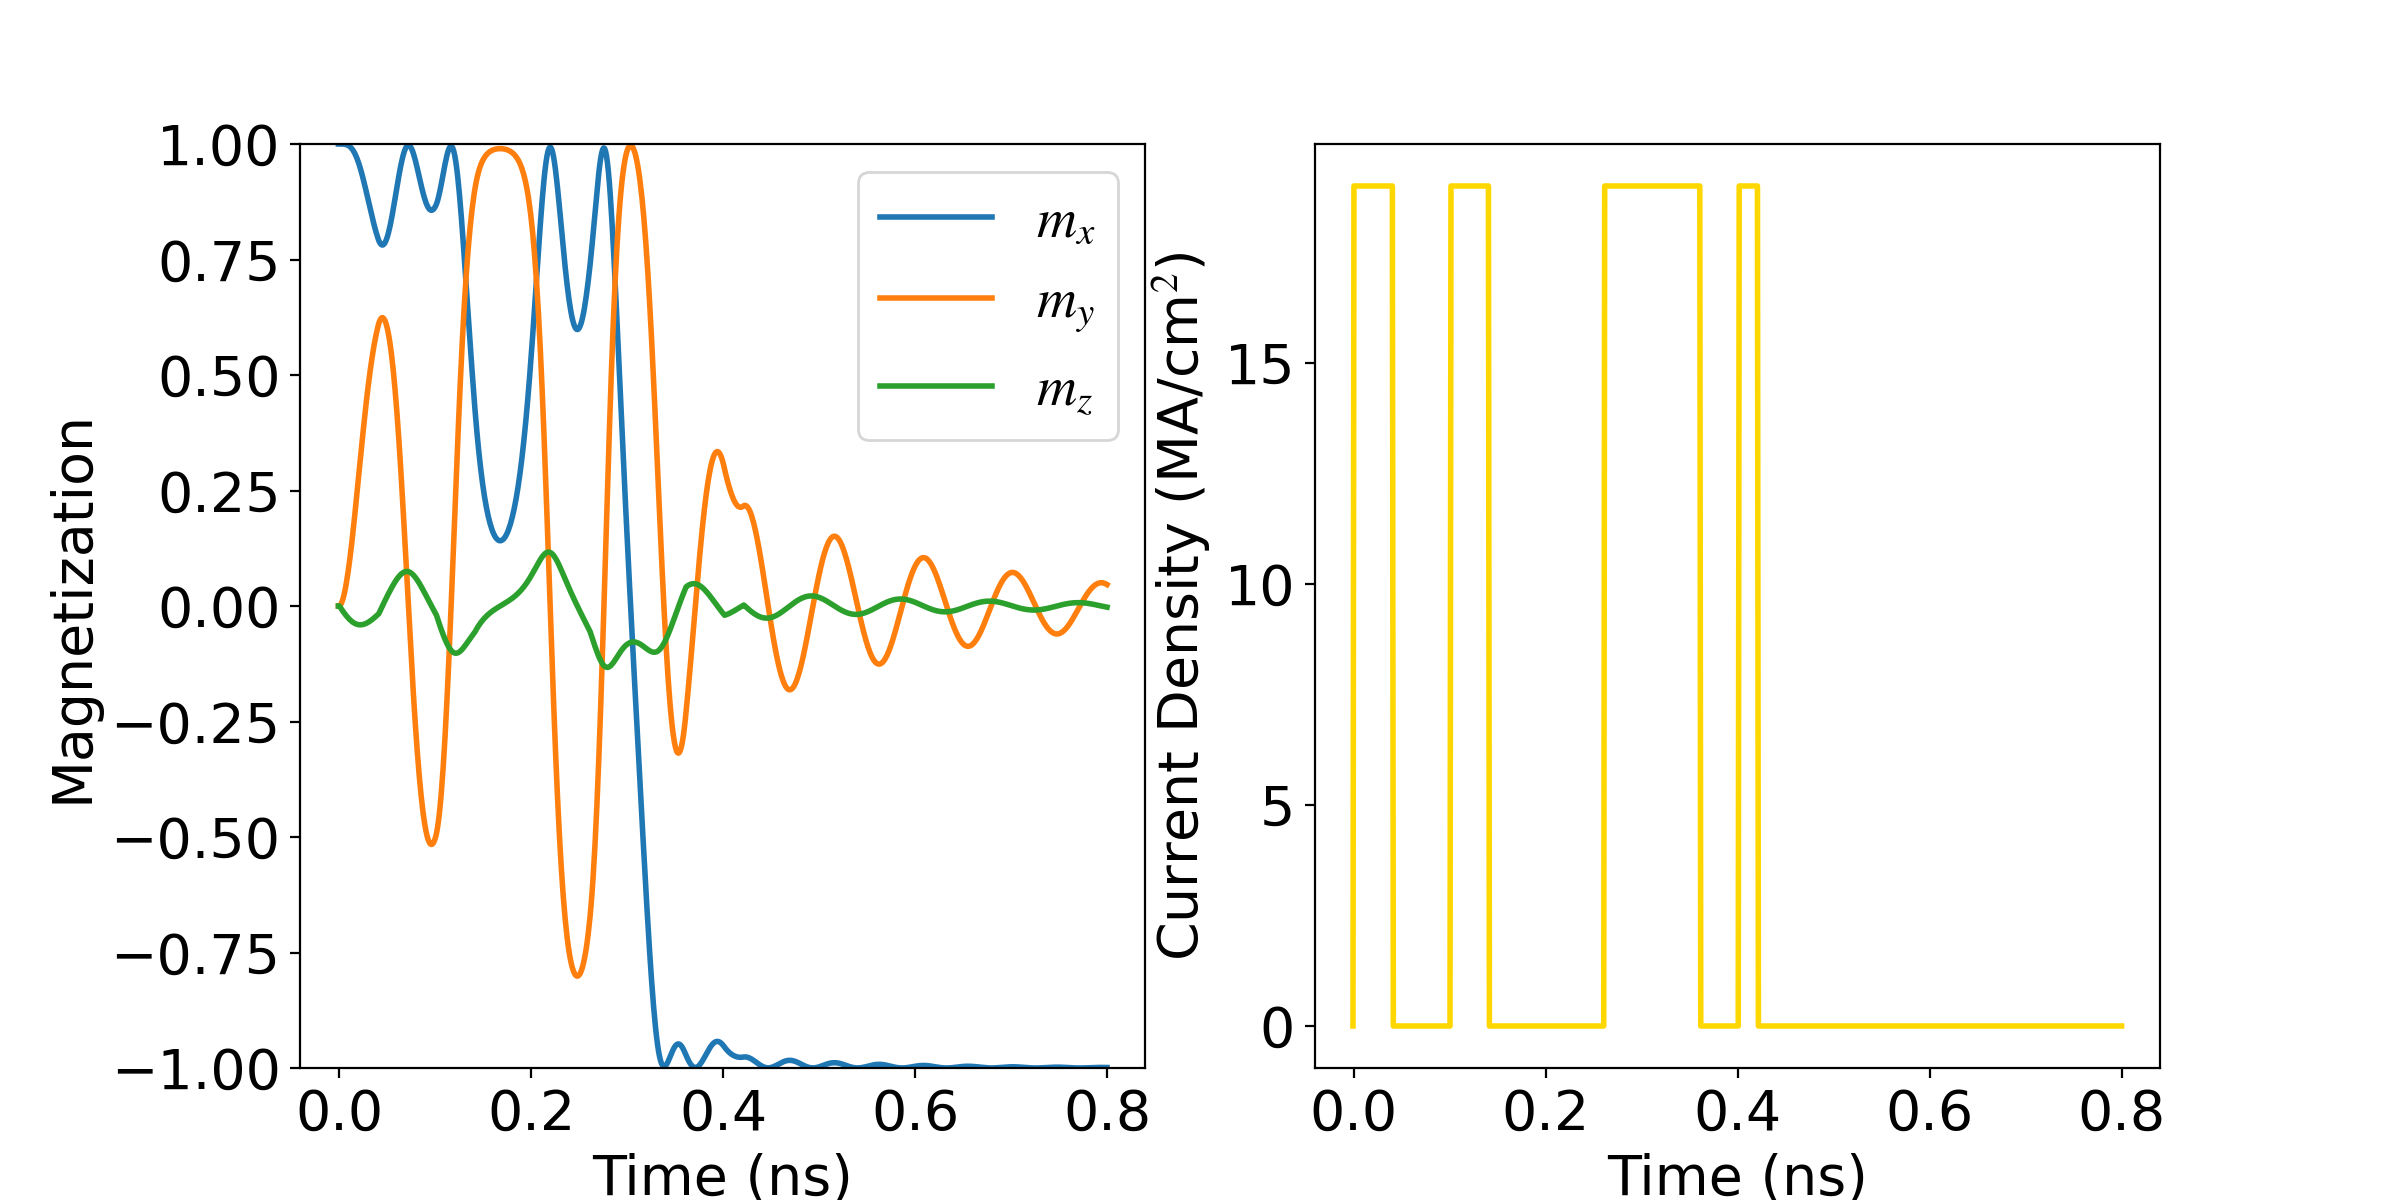 1.00
0.75
0.50
0.25
0.00
−0.25
−0.50
−0.75
−1.00
Magnetization
0.0 0.2 0.4 0.6 0.8
Time (ns)
m_x
m_y
m_z
Current Density (MA/cm²)
15
10
5
0
0.0 0.2 0.4 0.6 0.8
Time (ns)